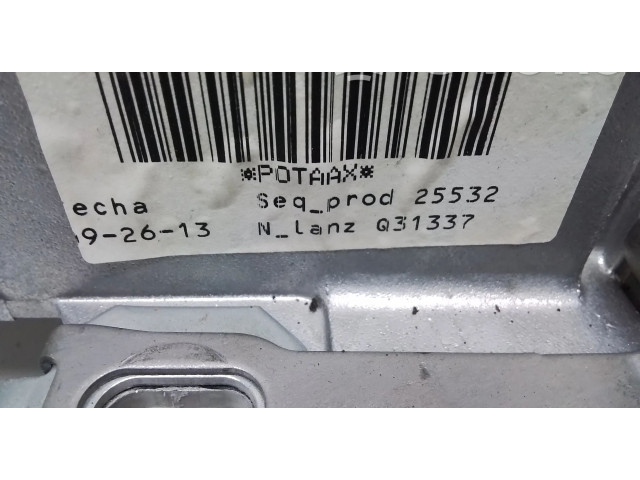 *POTAAX*
echa Seq_prod 25532
9-26-13 N_lanz Q31337